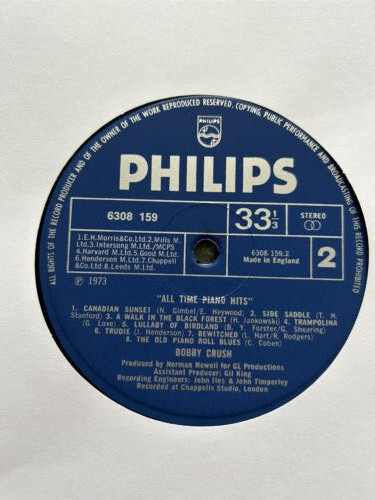 ALL RIGHTS OF THE RECORD PRODUCER AND OF THE OWNER OF THE WORK REPRODUCED RESERVED. COPYING, PUBLIC PERFORMANCE AND BROADCASTING OF THIS RECORD PROHIBITED
PHILIPS
PHILIPS
6308 159
33 1/3
STEREO
1.E.H.Morris&Co.Ltd.2.Mills M.
Ltd.3.Intersong M.Ltd./MCPS
4.Harvard M.Ltd.5.Good M.Ltd.
6.Henderson M.Ltd.7.Chappell
&Co.Ltd.8.Leeds M.Ltd.
6308.159.2
Made in England
2
℗ 1973
"ALL TIME PIANO HITS"
1. CANADIAN SUNSET (N. Gimbel/E. Heywood) 2. SIDE SADDLE (T. H.
Stanford) 3. A WALK IN THE BLACK FOREST (H. Jankowski) 4. TRAMPOLINA
(G. Love) 5. LULLABY OF BIRDLAND (B. Y. Forster/G. Shearing)
6. TRUDIE (J. Henderson) 7. BEWITCHED (L. Hart/R. Rodgers)
8. THE OLD PIANO ROLL BLUES (C. Coben)
BOBBY CRUSH
Produced by Norman Newell for GL Productions
Assistant Producer: Gil King
Recording Engineers: John Iles & John Timperley
Recorded at Chappells Studio, London